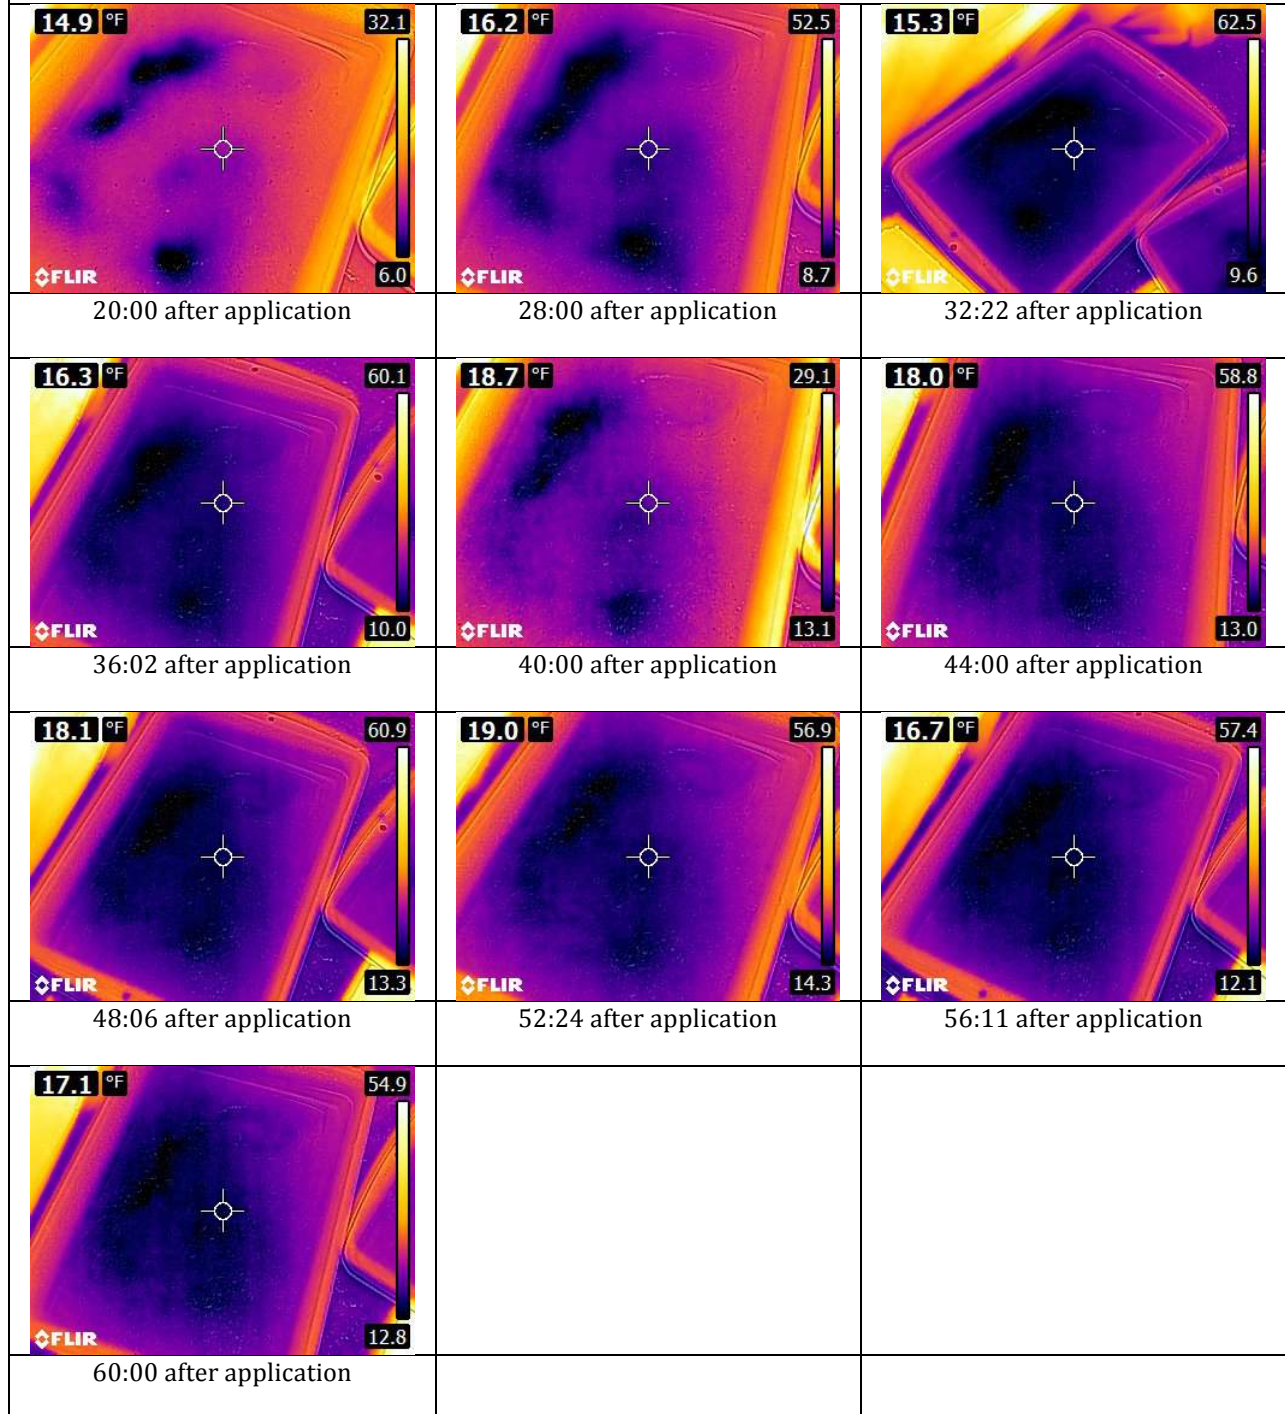 14.9 °F 32.1
FLIR 6.0
20:00 after application
16.2 °F 52.5
FLIR 8.7
28:00 after application
15.3 °F 62.5
FLIR 9.6
32:22 after application
16.3 °F 60.1
FLIR 10.0
36:02 after application
18.7 °F 29.1
FLIR 13.1
40:00 after application
18.0 °F 58.8
FLIR 13.0
44:00 after application
18.1 °F 60.9
FLIR 13.3
48:06 after application
19.0 °F 56.9
FLIR 14.3
52:24 after application
16.7 °F 57.4
FLIR 12.1
56:11 after application
17.1 °F 54.9
FLIR 12.8
60:00 after application